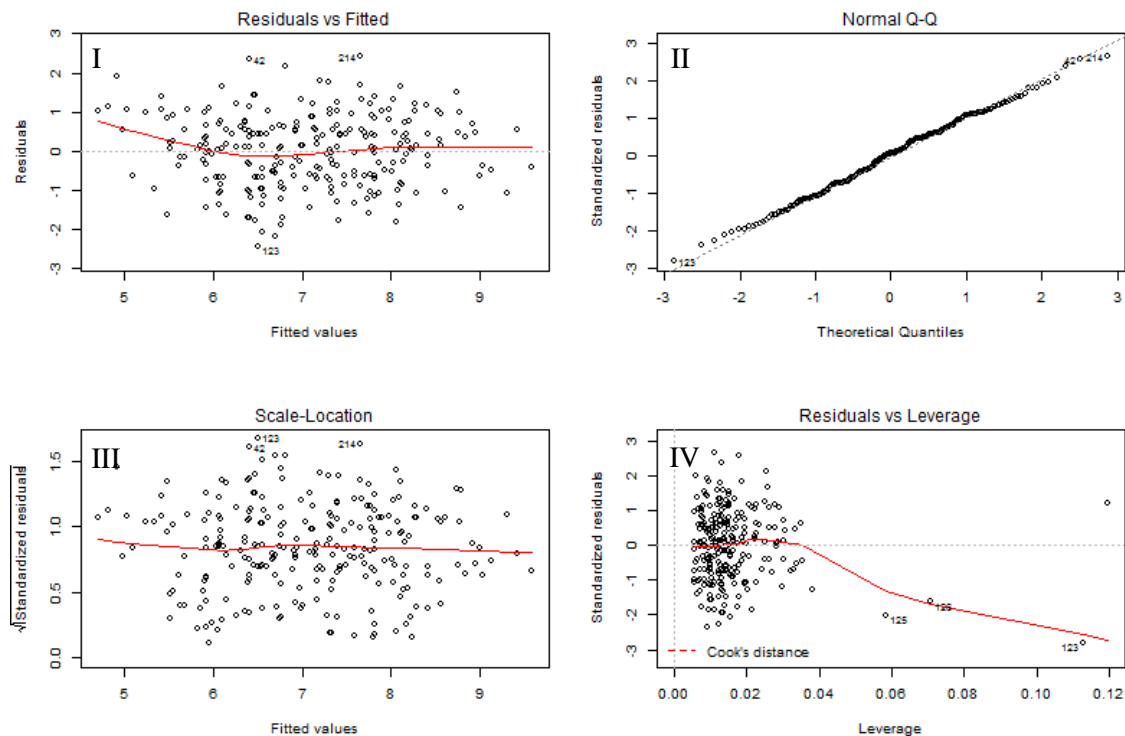 Residuals vs Fitted
I
42
214
123
Residuals
3
2
1
0
-1
-2
-3
5 6 7 8 9
Fitted values
Normal Q-Q
II
42
214
123
Standardized residuals
3
2
1
0
-1
-2
-3
-3 -2 -1 0 1 2 3
Theoretical Quantiles
Scale-Location
III
123
42
214
√|Standardized residuals|
1.5
1.0
0.5
0.0
5 6 7 8 9
Fitted values
Residuals vs Leverage
IV
125
123
Cook's distance
Standardized residuals
3
2
1
0
-1
-2
-3
0.00 0.02 0.04 0.06 0.08 0.10 0.12
Leverage